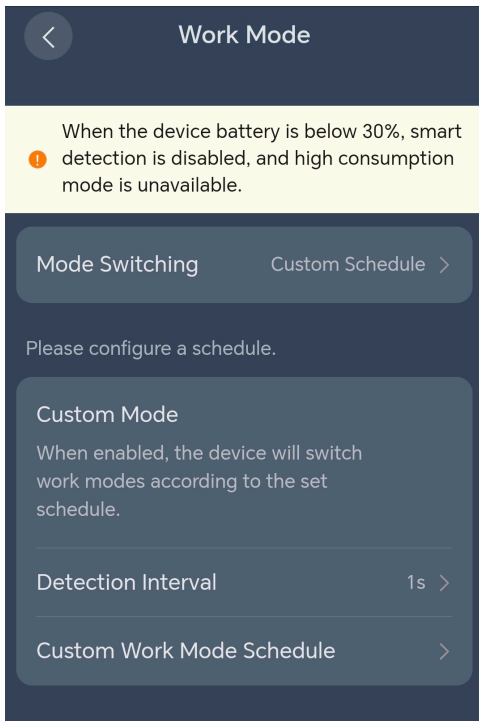 Work Mode
When the device battery is below 30%, smart
detection is disabled, and high consumption
mode is unavailable.
Mode Switching Custom Schedule
Please configure a schedule.
Custom Mode
When enabled, the device will switch
work modes according to the set
schedule.
Detection Interval 1s
Custom Work Mode Schedule